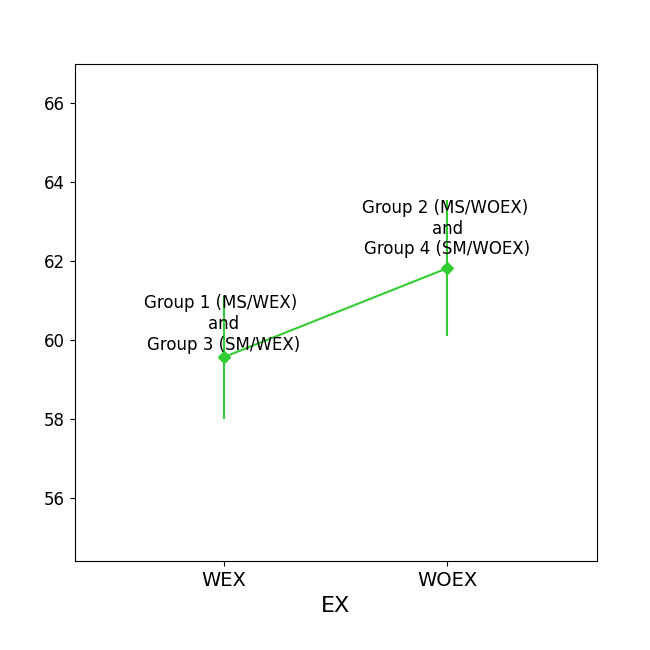 66
64
62
60
58
56
Group 2 (MS/WOEX)
and
Group 4 (SM/WOEX)
Group 1 (MS/WEX)
and
Group 3 (SM/WEX)
WEX
WOEX
EX